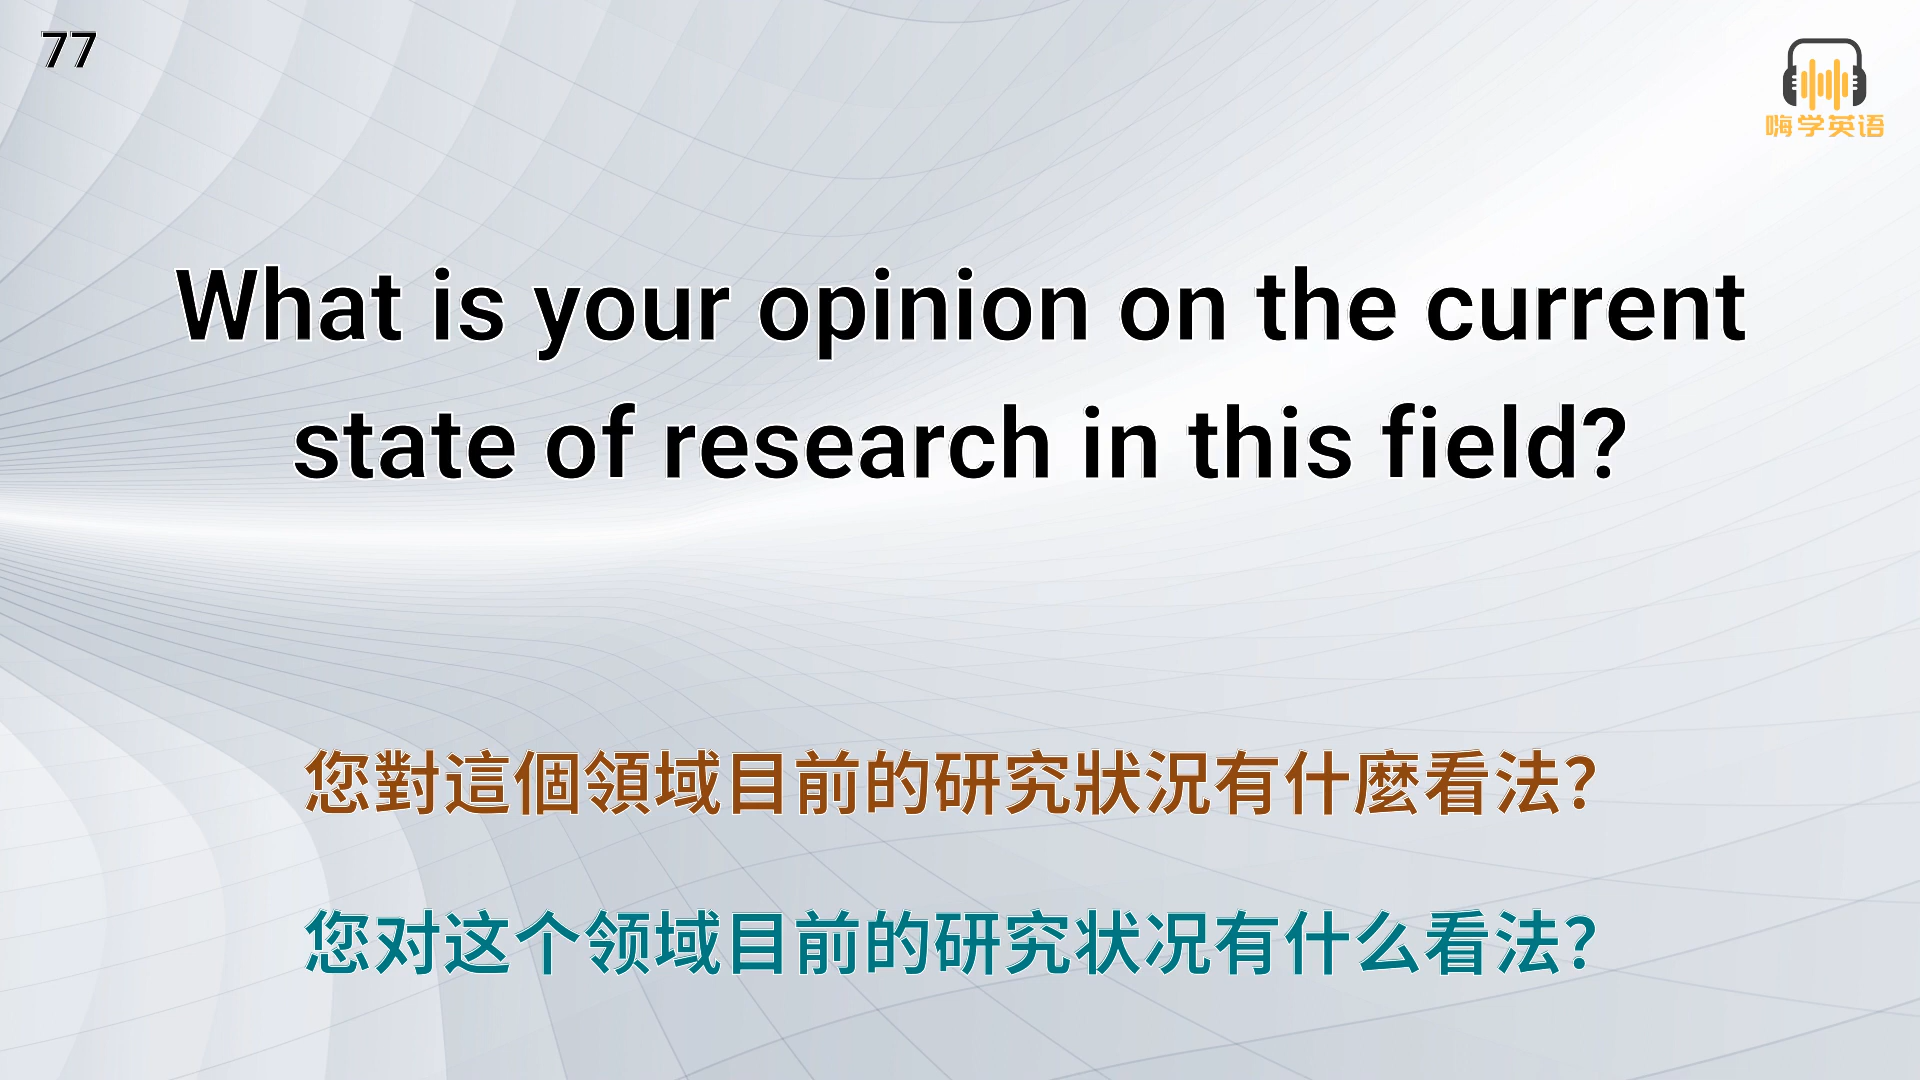 77
嗨学英语
What is your opinion on the current
state of research in this field?
您對這個領域目前的研究狀況有什麼看法?
您对这个领域目前的研究状况有什么看法?